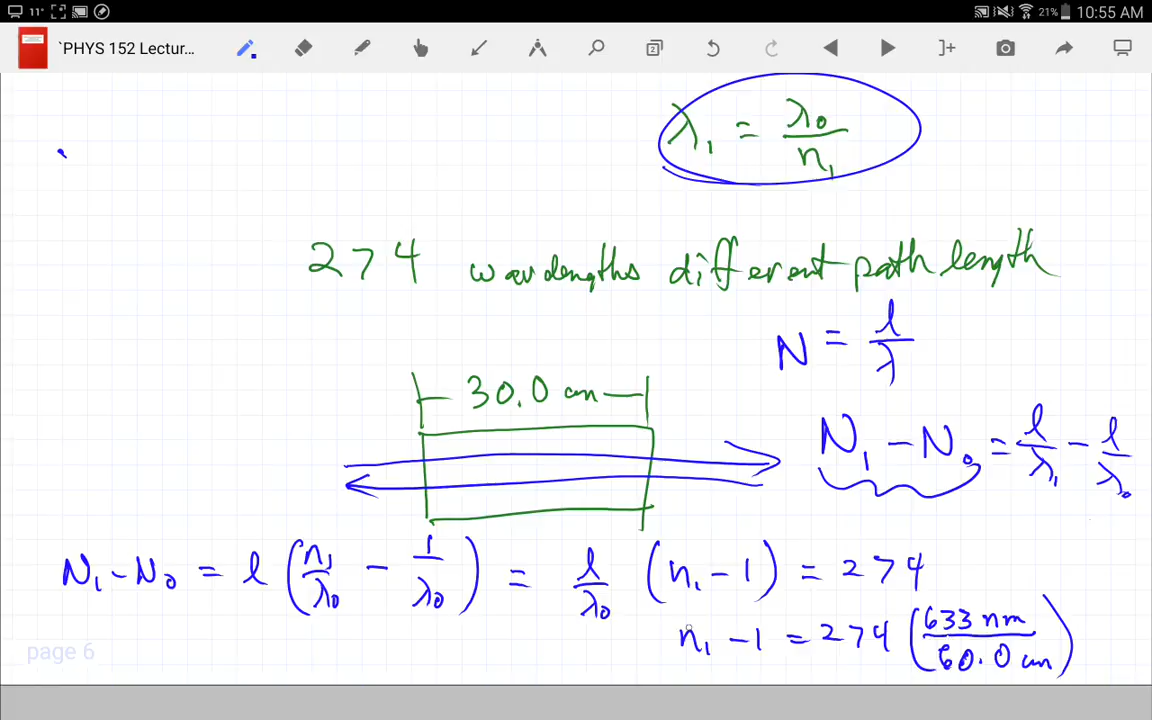 11° 21% 10:55 AM
`PHYS 152 Lectur... 2
λ₁ = λ₀/n₁
274 wavelengths different path length
N = l/λ
30.0 cm
N₁ - N₀ = l/λ₁ - l/λ₀
N₁ - N₀ = l (n₁/λ₀ - 1/λ₀) = l/λ₀ (n₁ - 1) = 274
n₁ - 1 = 274 (633 nm/60.0 cm)
page 6